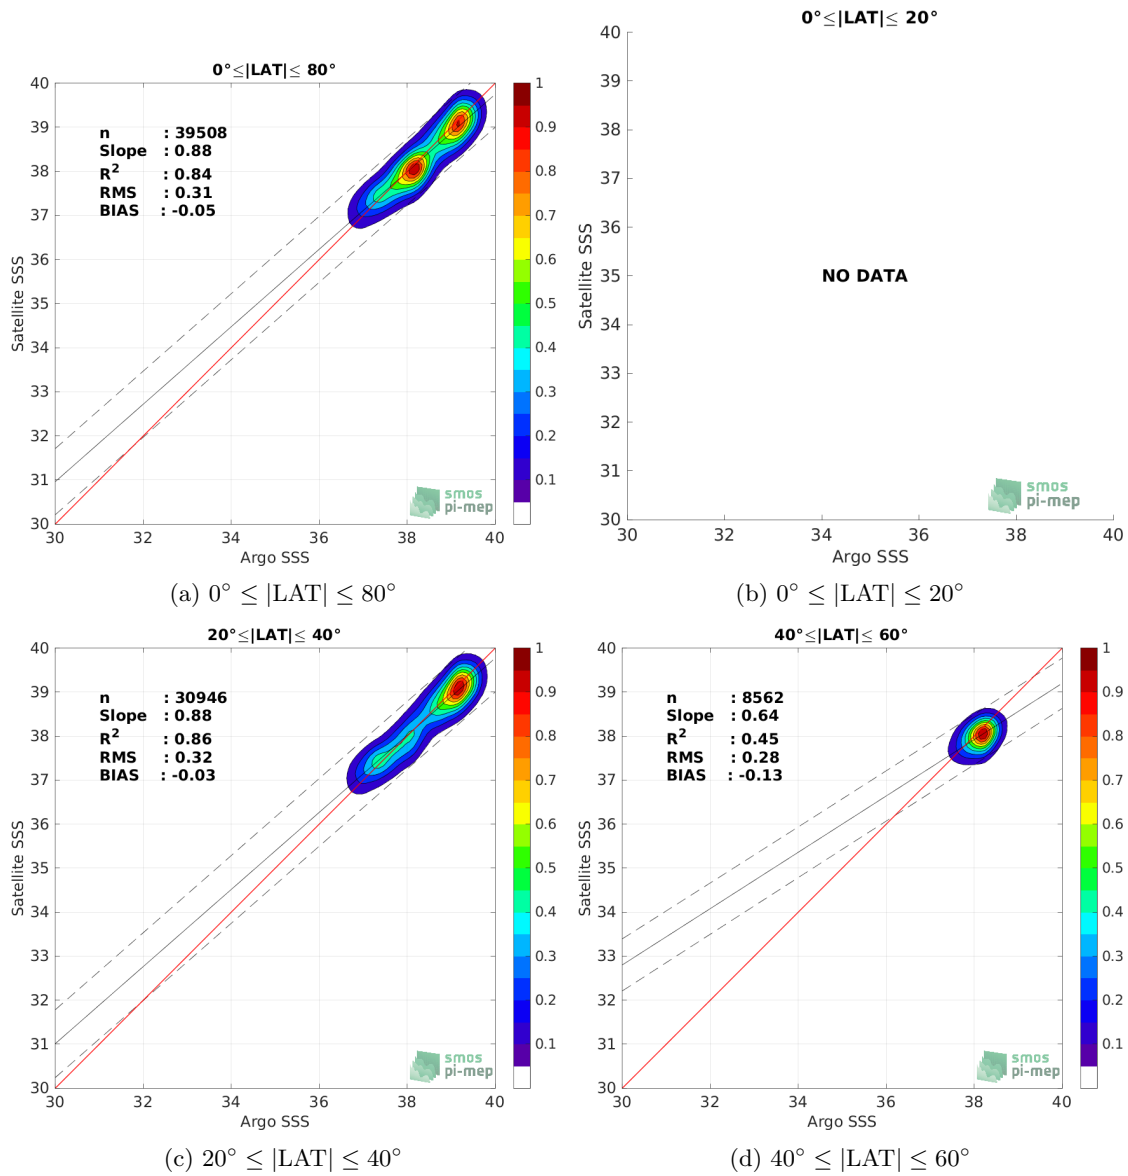 0°≤|LAT|≤ 80°
n : 39508
Slope : 0.88
R² : 0.84
RMS : 0.31
BIAS : -0.05
40
39
38
37
36
35
34
33
32
31
30
30 32 34 36 38 40
Satellite SSS
Argo SSS
1
0.9
0.8
0.7
0.6
0.5
0.4
0.3
0.2
0.1
smos
pi-mep
(a) 0° ≤ |LAT| ≤ 80°
0°≤|LAT|≤ 20°
40
39
38
37
36
35
34
33
32
31
30
30 32 34 36 38 40
Satellite SSS
Argo SSS
NO DATA
smos
pi-mep
(b) 0° ≤ |LAT| ≤ 20°
20°≤|LAT|≤ 40°
n : 30946
Slope : 0.88
R² : 0.86
RMS : 0.32
BIAS : -0.03
40
39
38
37
36
35
34
33
32
31
30
30 32 34 36 38 40
Satellite SSS
Argo SSS
1
0.9
0.8
0.7
0.6
0.5
0.4
0.3
0.2
0.1
smos
pi-mep
(c) 20° ≤ |LAT| ≤ 40°
40°≤|LAT|≤ 60°
n : 8562
Slope : 0.64
R² : 0.45
RMS : 0.28
BIAS : -0.13
40
39
38
37
36
35
34
33
32
31
30
30 32 34 36 38 40
Satellite SSS
Argo SSS
1
0.9
0.8
0.7
0.6
0.5
0.4
0.3
0.2
0.1
smos
pi-mep
(d) 40° ≤ |LAT| ≤ 60°